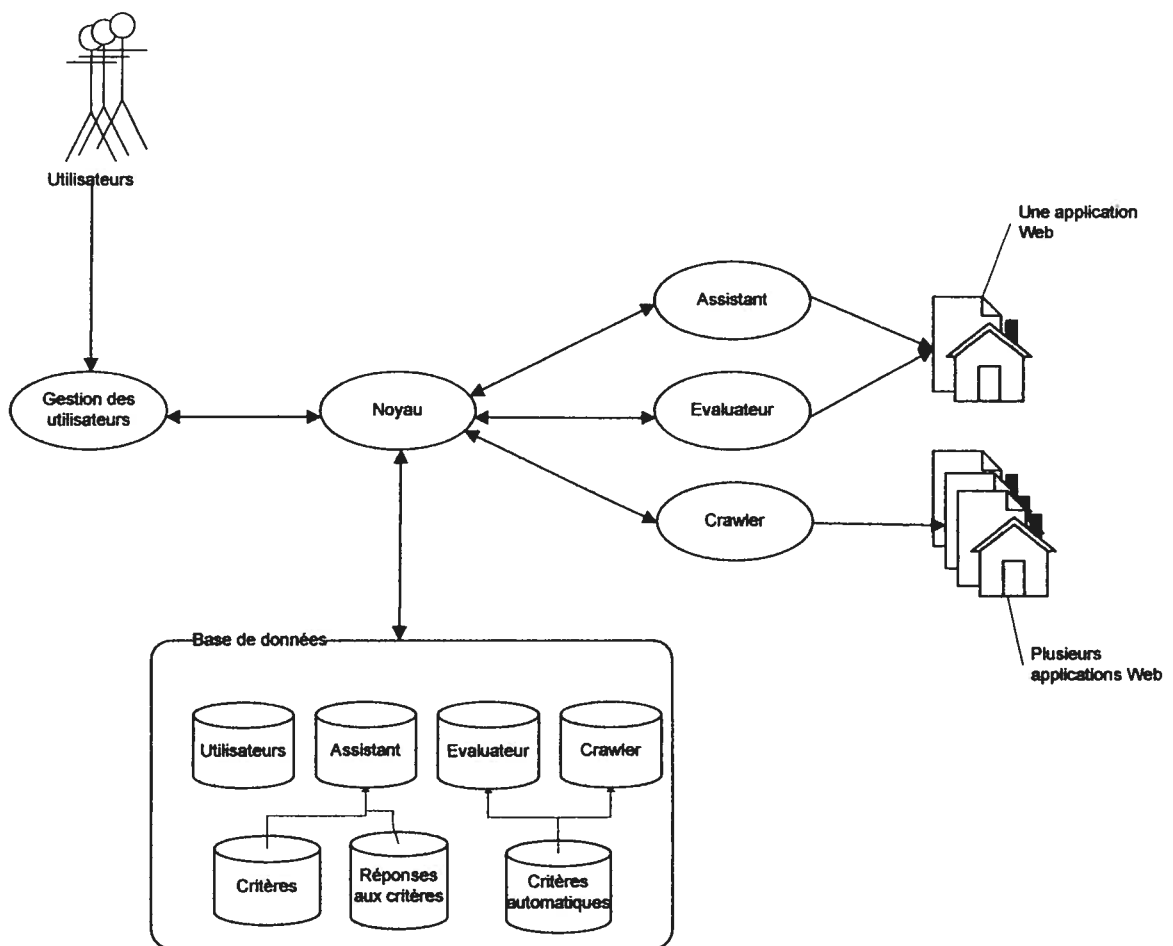 Utilisateurs
Une application
Web
Assistant
Gestion des
utilisateurs
Noyau
Evaluateur
Crawler
Plusieurs
applications Web
Base de données
Utilisateurs
Assistant
Evaluateur
Crawler
Critères
Réponses
aux critères
Critères
automatiques